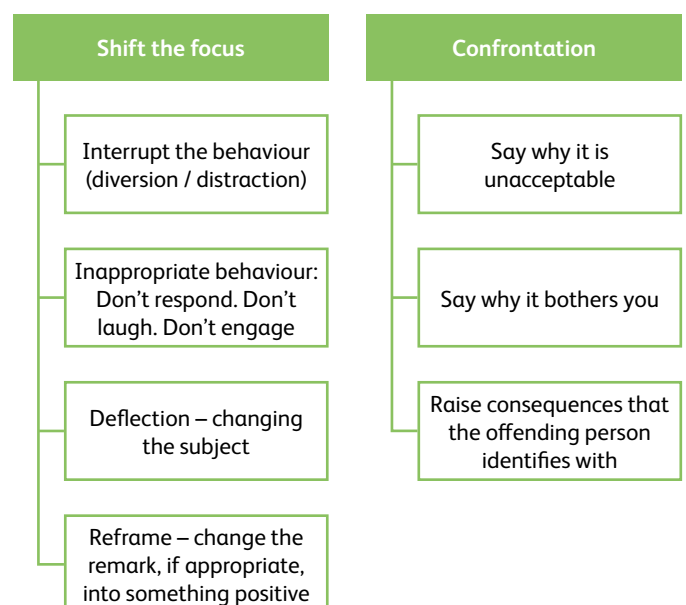 Shift the focus
Interrupt the behaviour
(diversion / distraction)
Inappropriate behaviour:
Don't respond. Don't
laugh. Don't engage
Deflection – changing
the subject
Reframe – change the
remark, if appropriate,
into something positive
Confrontation
Say why it is
unacceptable
Say why it bothers you
Raise consequences that
the offending person
identifies with